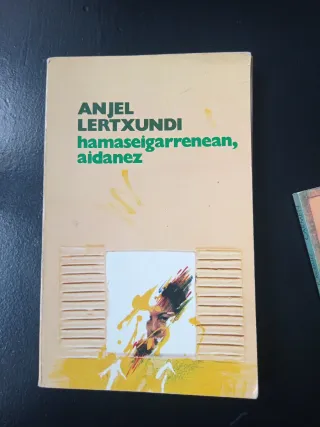 ANJEL
LERTXUNDI
hamaseigarrenean,
aidanez